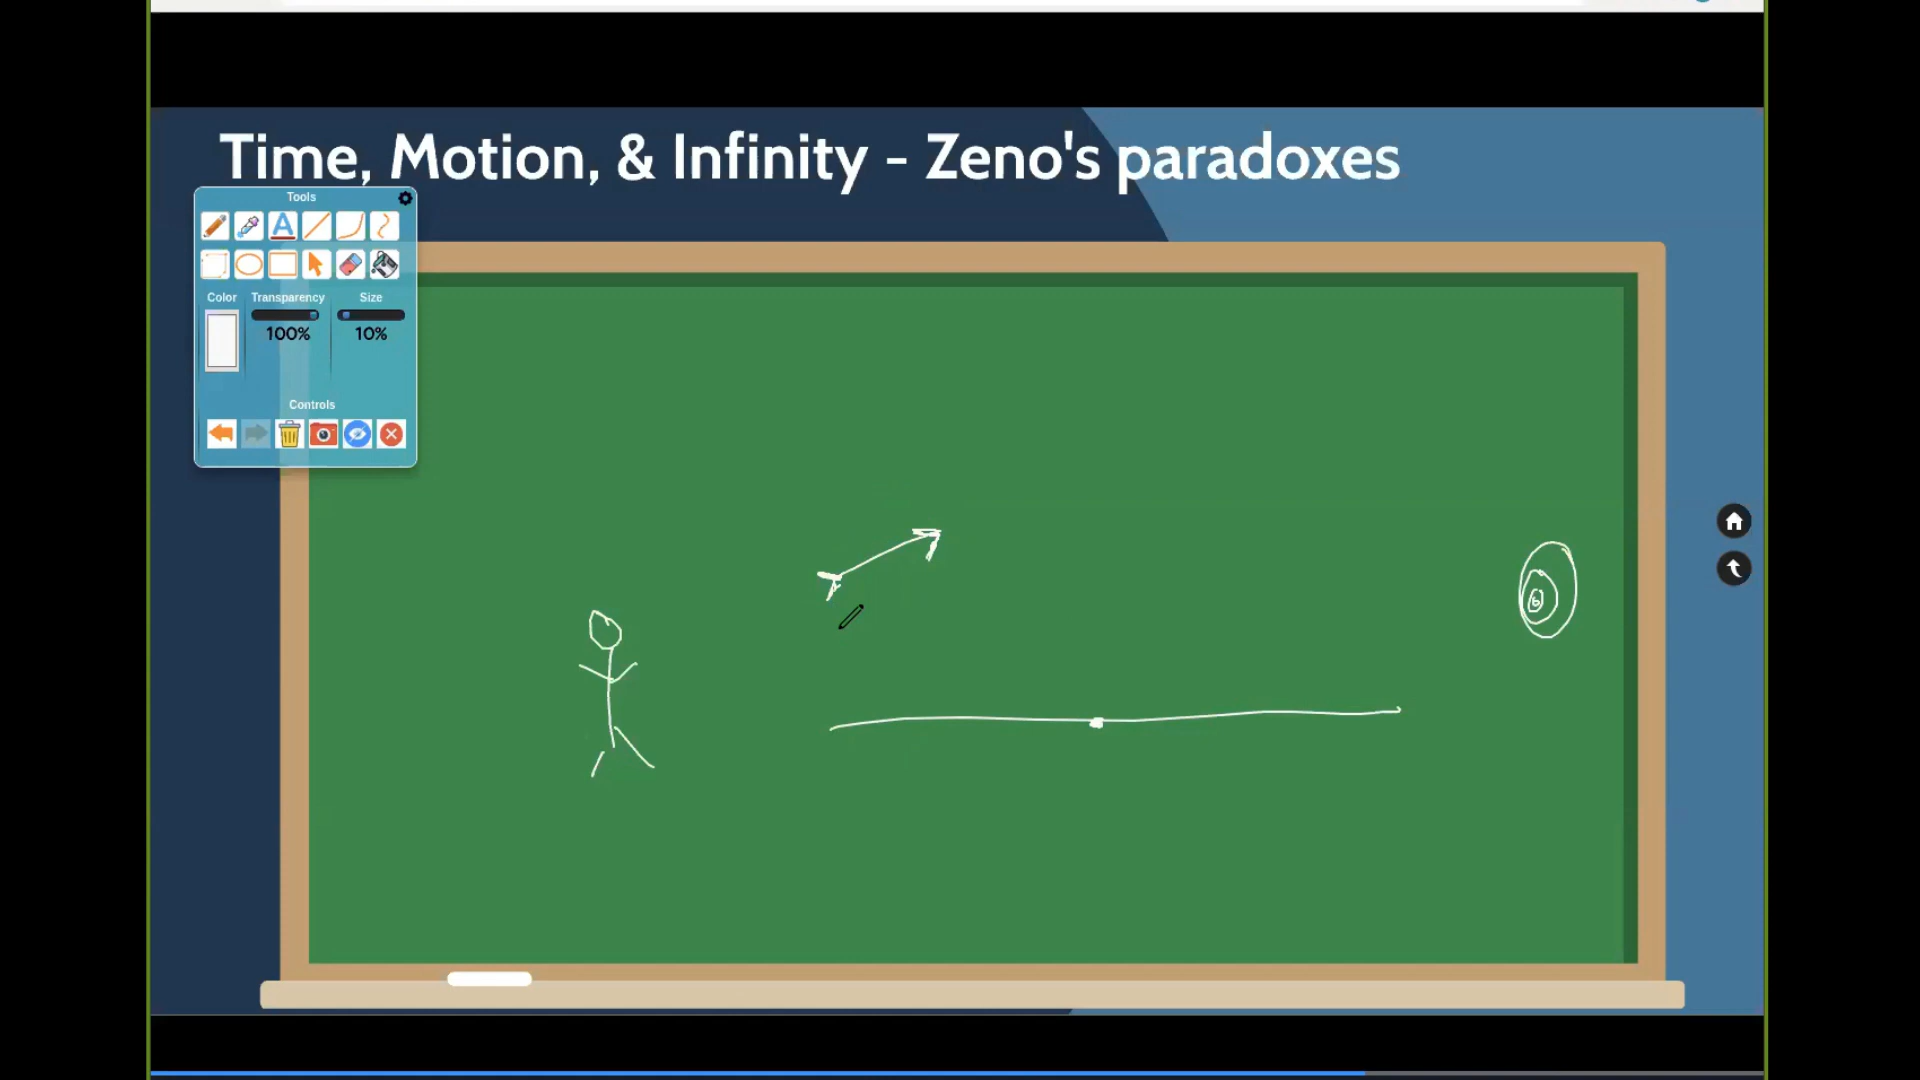 Time, Motion, & Infinity - Zeno's paradoxes
Tools
A
Color Transparency Size
100% 10%
Controls